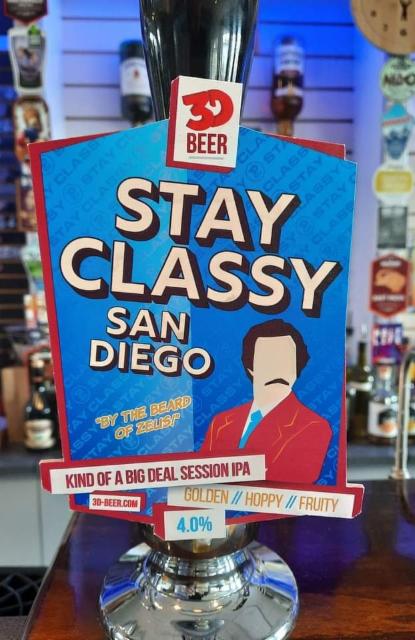 3D
BEER
STAY
CLASSY
SAN
DIEGO
"BY THE BEARD
OF ZEUS!"
KIND OF A BIG DEAL SESSION IPA
3D-BEER.COM
GOLDEN // HOPPY // FRUITY
4.0%